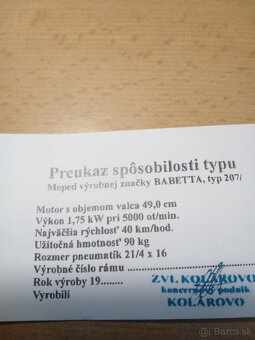 Preukaz spôsobilosti typu
Moped výrobnej značky BABETTA, typ 207/
Motor s objemom valca 49,0 cm
Výkon 1,75 kW pri 5000 ot/min.
Najväčšia rýchlosť 40 km/hod.
Užitočná hmotnosť 90 kg
Rozmer pneumatík 21/4 x 16
Výrobné číslo rámu ..........
Rok výroby 19......
Vyrobili
ZVL KOLÁROVO
koncernový podnik
KOLÁROVO
Bazos.sk